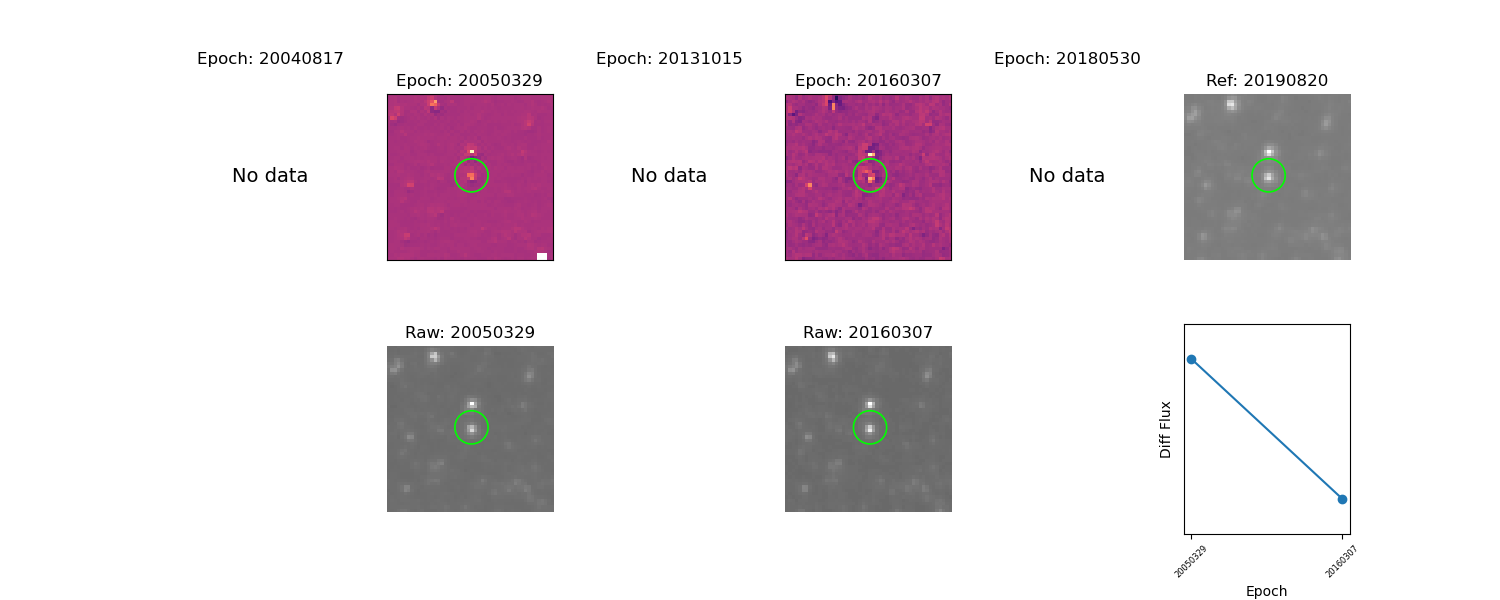 Epoch: 20040817
Epoch: 20131015
Epoch: 20180530
Epoch: 20050329
Epoch: 20160307
Ref: 20190820
No data
No data
No data
Raw: 20050329
Raw: 20160307
Diff Flux
20050329
20160307
Epoch